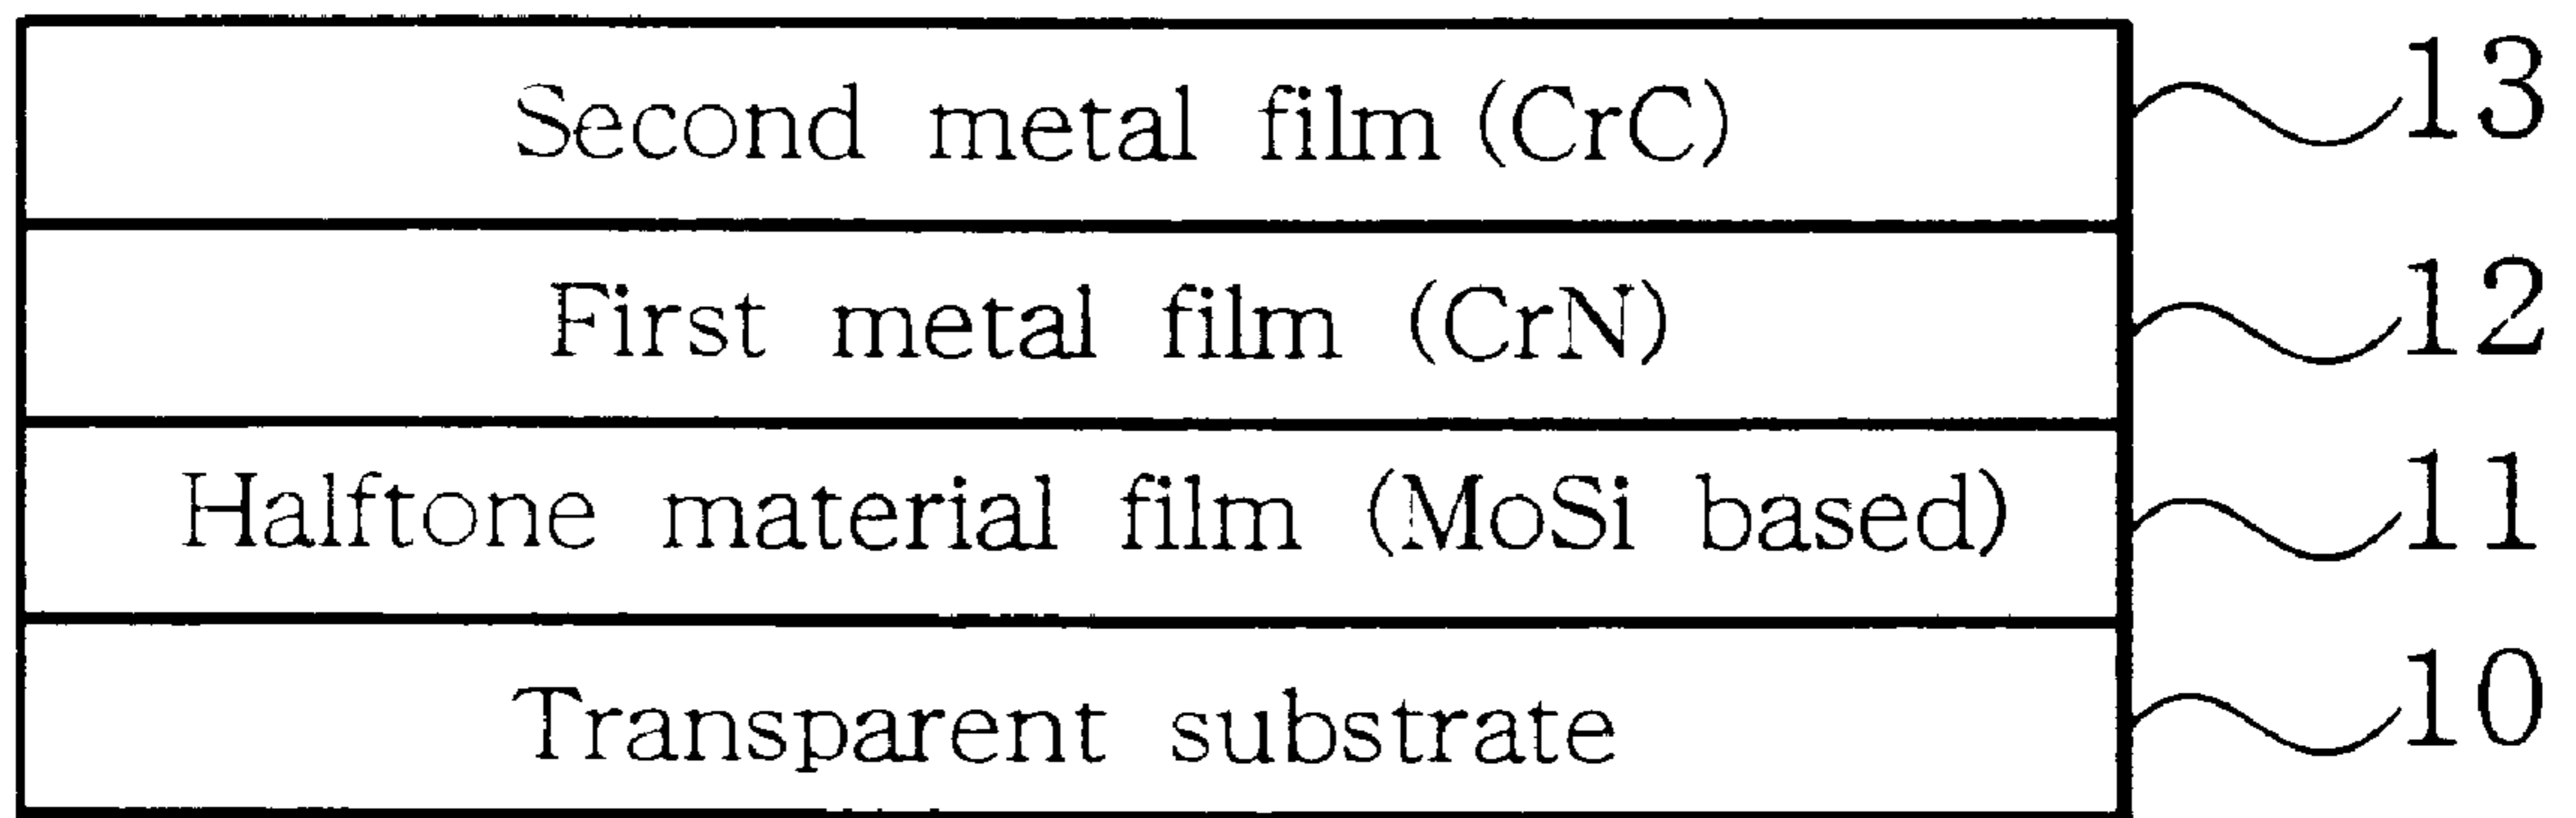 Second metal film (CrC) 13
First metal film (CrN) 12
Halftone material film (MoSi based) 11
Transparent substrate 10